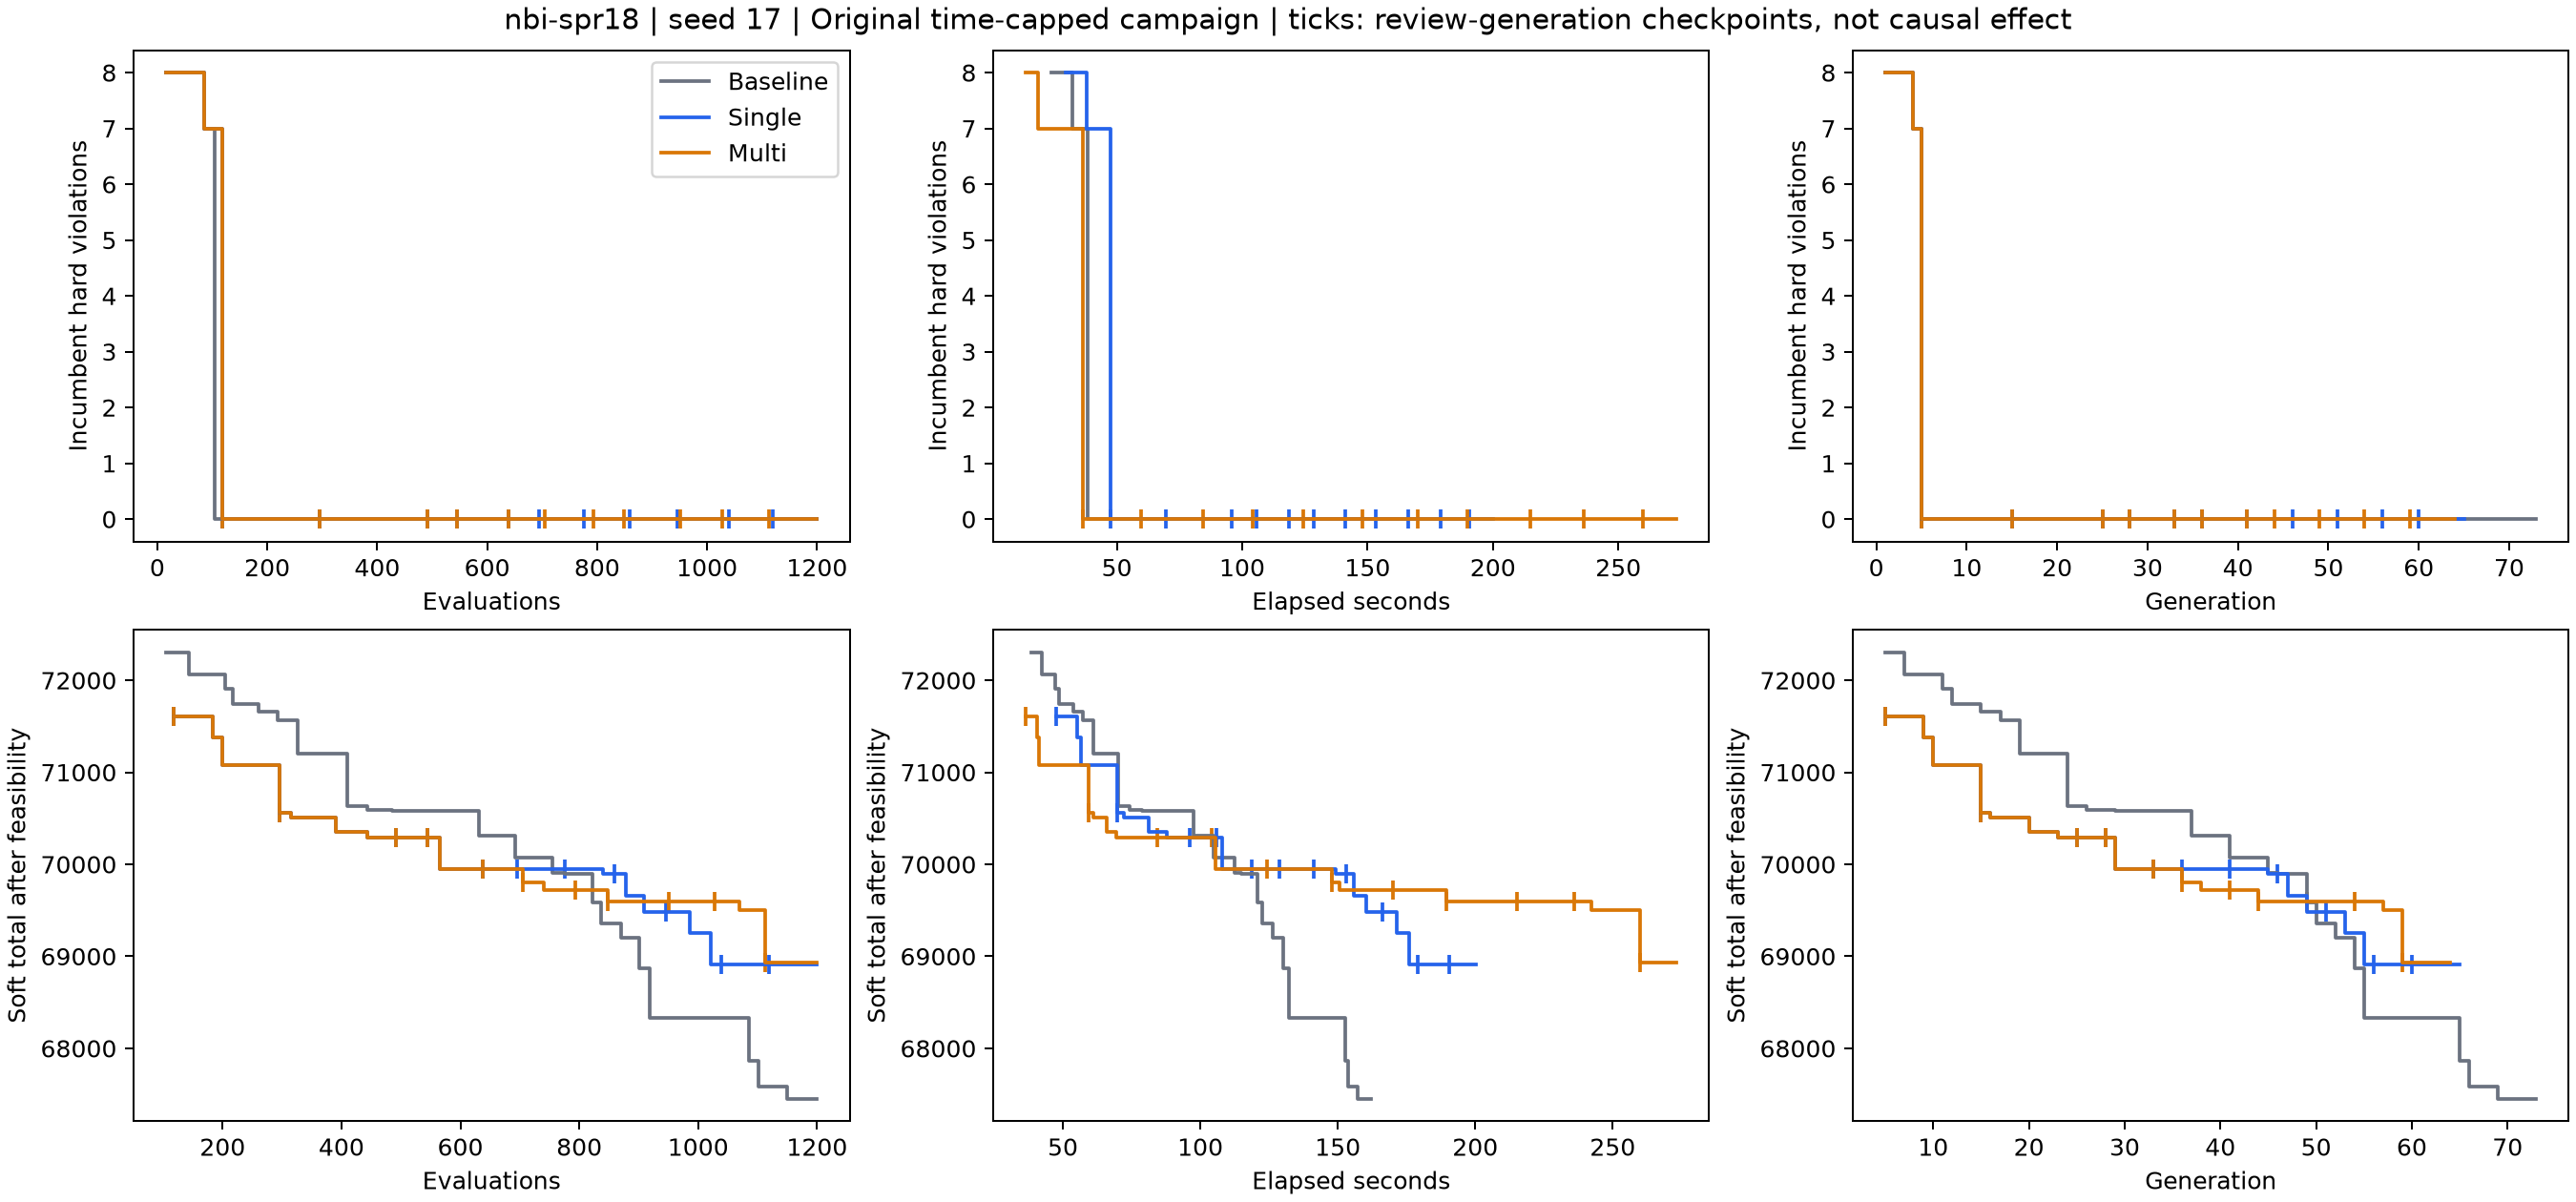 nbi-spr18 | seed 17 | Original time-capped campaign | ticks: review-generation checkpoints, not causal effect
Incumbent hard violations
8
7
6
5
4
3
2
1
0
0 200 400 600 800 1000 1200
Evaluations
Baseline
Single
Multi
Incumbent hard violations
8
7
6
5
4
3
2
1
0
50 100 150 200 250
Elapsed seconds
Incumbent hard violations
8
7
6
5
4
3
2
1
0
0 10 20 30 40 50 60 70
Generation
Soft total after feasibility
72000
71000
70000
69000
68000
200 400 600 800 1000 1200
Evaluations
Soft total after feasibility
72000
71000
70000
69000
68000
50 100 150 200 250
Elapsed seconds
Soft total after feasibility
72000
71000
70000
69000
68000
10 20 30 40 50 60 70
Generation